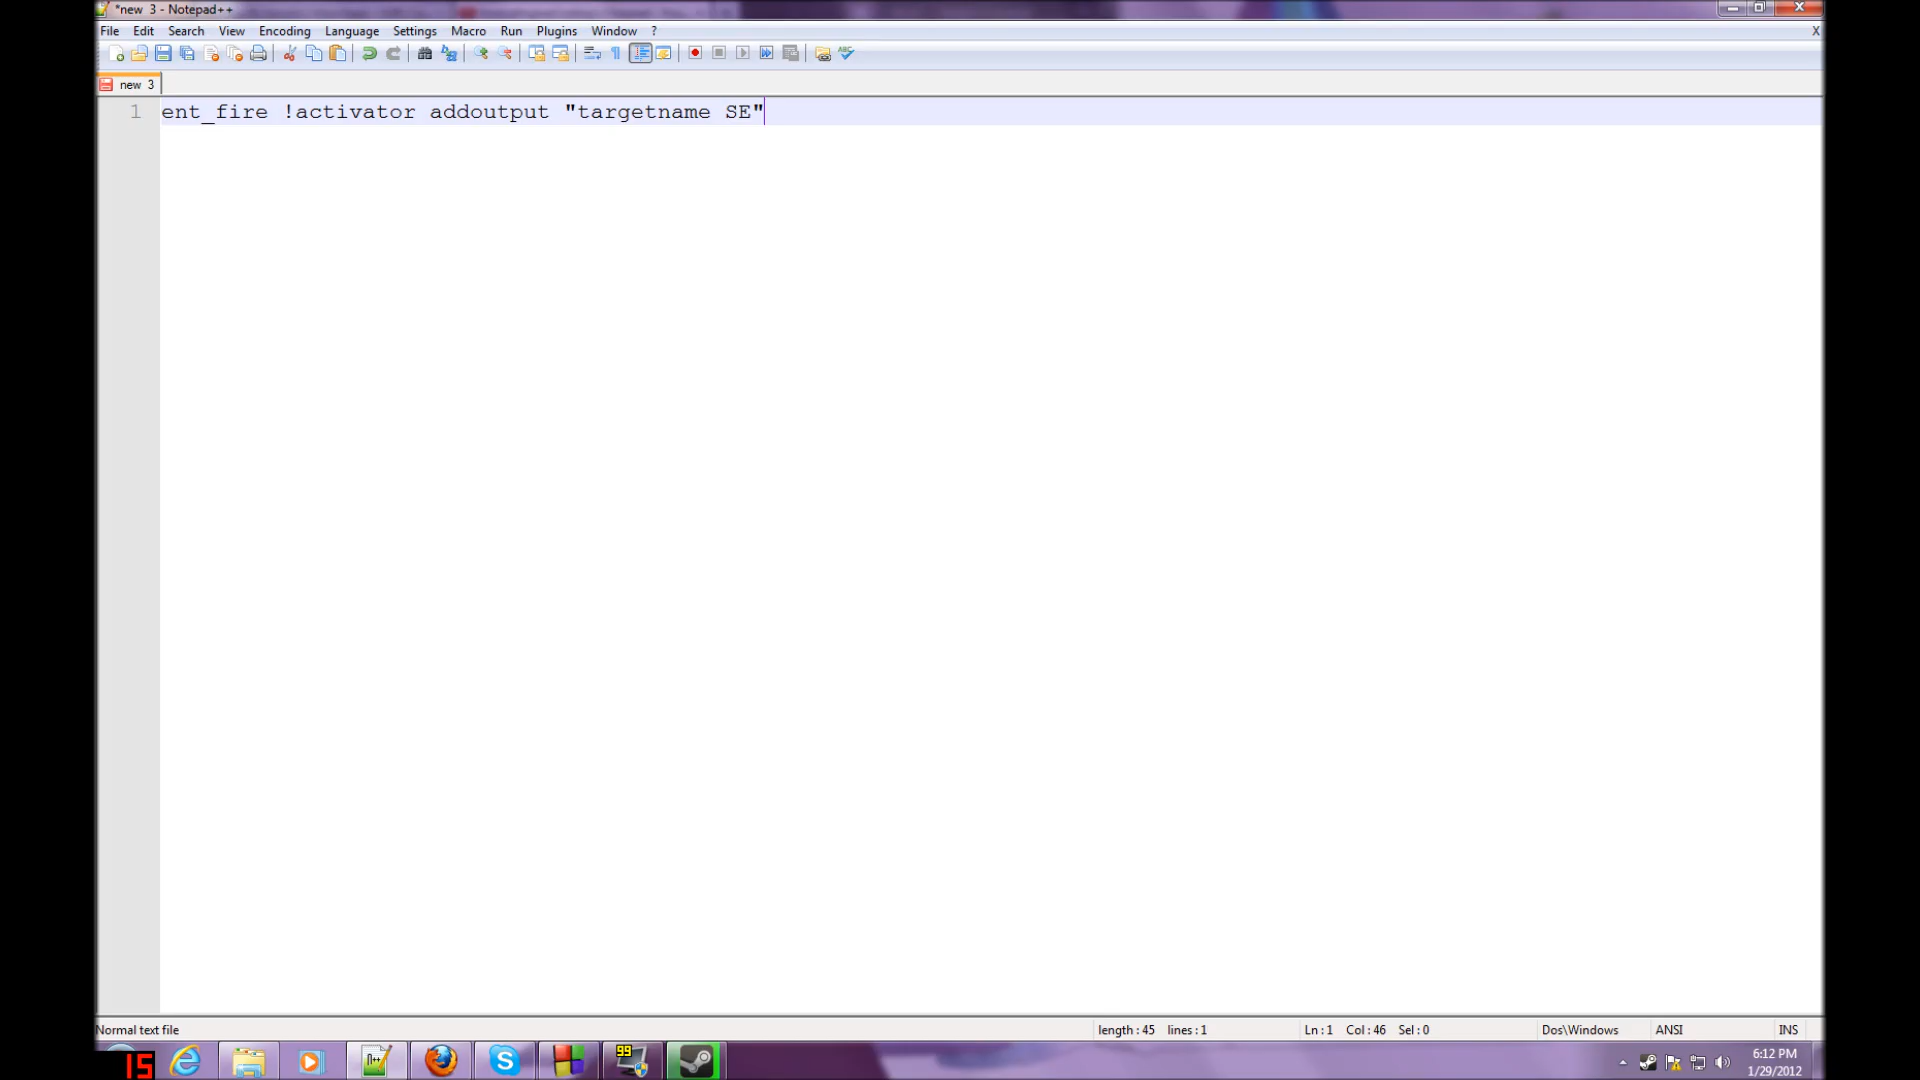 *new  3 - Notepad++
File Edit Search View Encoding Language Settings Macro Run Plugins Window ? X
new 3
1 ent_fire !activator addoutput "targetname SE"
Normal text file length : 45 lines : 1 Ln : 1 Col : 46 Sel : 0 Dos\Windows ANSI INS
15 99 6:12 PM
1/29/2012